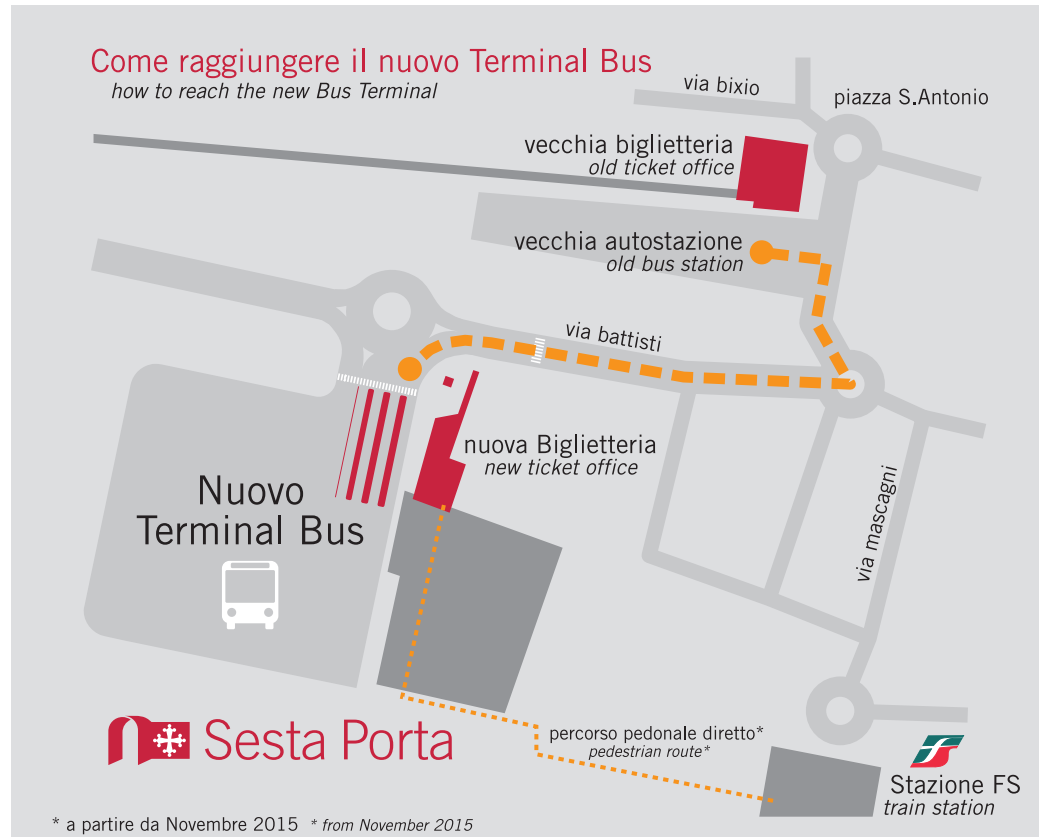 Come raggiungere il nuovo Terminal Bus
how to reach the new Bus Terminal
via bixio
piazza S.Antonio
vecchia biglietteria
old ticket office
vecchia autostazione
old bus station
via battisti
nuova Biglietteria
new ticket office
via mascagni
Nuovo
Terminal Bus
Sesta Porta
percorso pedonale diretto*
pedestrian route*
FS
Stazione FS
train station
* a partire da Novembre 2015 * from November 2015